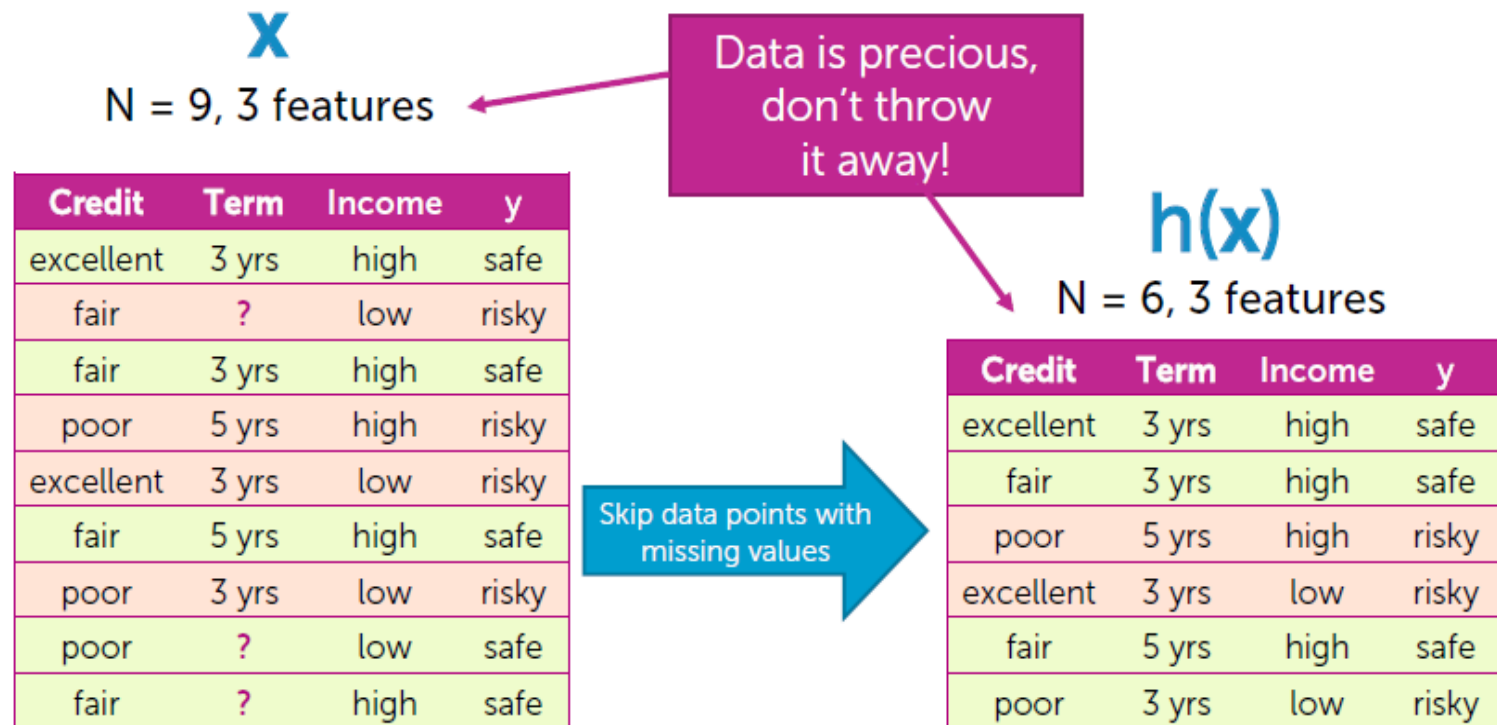 x
N = 9, 3 features
Data is precious,
don't throw
it away!
Credit Term Income y
excellent 3 yrs high safe
fair ? low risky
fair 3 yrs high safe
poor 5 yrs high risky
excellent 3 yrs low risky
fair 5 yrs high safe
poor 3 yrs low risky
poor ? low safe
fair ? high safe
Skip data points with
missing values
h(x)
N = 6, 3 features
Credit Term Income y
excellent 3 yrs high safe
fair 3 yrs high safe
poor 5 yrs high risky
excellent 3 yrs low risky
fair 5 yrs high safe
poor 3 yrs low risky